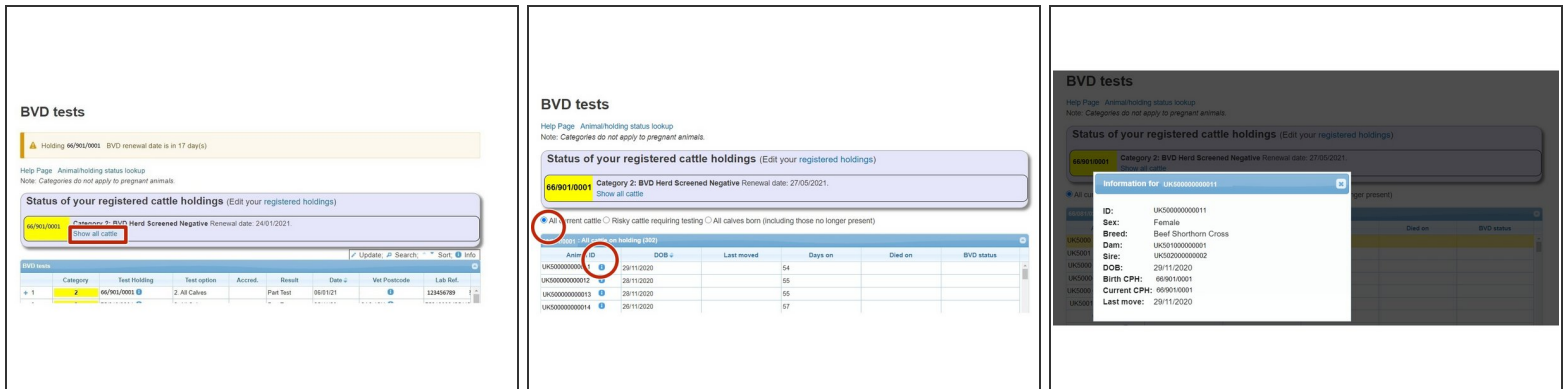 BVD tests
Holding 66/901/0001 BVD renewal date is in 17 day(s)
Help Page Animal/holding status lookup
Note: Categories do not apply to pregnant animals.
Status of your registered cattle holdings (Edit your registered holdings)
66/901/0001 Category 2: BVD Herd Screened Negative Renewal date: 24/01/2021.
Show all cattle
Update; Search; Sort; Info
BVD tests
Category Test Holding Test option Accred. Result Date Vet Postcode Lab Ref.
+ 1 2 66/901/0001 2. All Calves Part Test 06/01/21 123456789
BVD tests
Help Page Animal/holding status lookup
Note: Categories do not apply to pregnant animals.
Status of your registered cattle holdings (Edit your registered holdings)
66/901/0001 Category 2: BVD Herd Screened Negative Renewal date: 27/05/2021.
Show all cattle
All current cattle Risky cattle requiring testing All calves born (including those no longer present)
: All cattle on holding (302)
Animal ID DOB Last moved Days on Died on BVD status
UK500000000011 29/11/2020 54
UK500000000012 28/11/2020 55
UK500000000013 28/11/2020 55
UK500000000014 26/11/2020 57
BVD tests
Help Page Animal/holding status lookup
Note: Categories do not apply to pregnant animals.
Status of your registered cattle holdings (Edit your registered holdings)
66/901/0001 Category 2: BVD Herd Screened Negative Renewal date: 27/05/2021.
Show all cattle
Information for UK500000000011
ID: UK500000000011
Sex: Female
Breed: Beef Shorthorn Cross
Dam: UK501000000001
Sire: UK502000000002
DOB: 29/11/2020
Birth CPH: 66/901/0001
Current CPH: 66/901/0001
Last move: 29/11/2020
Died on BVD status